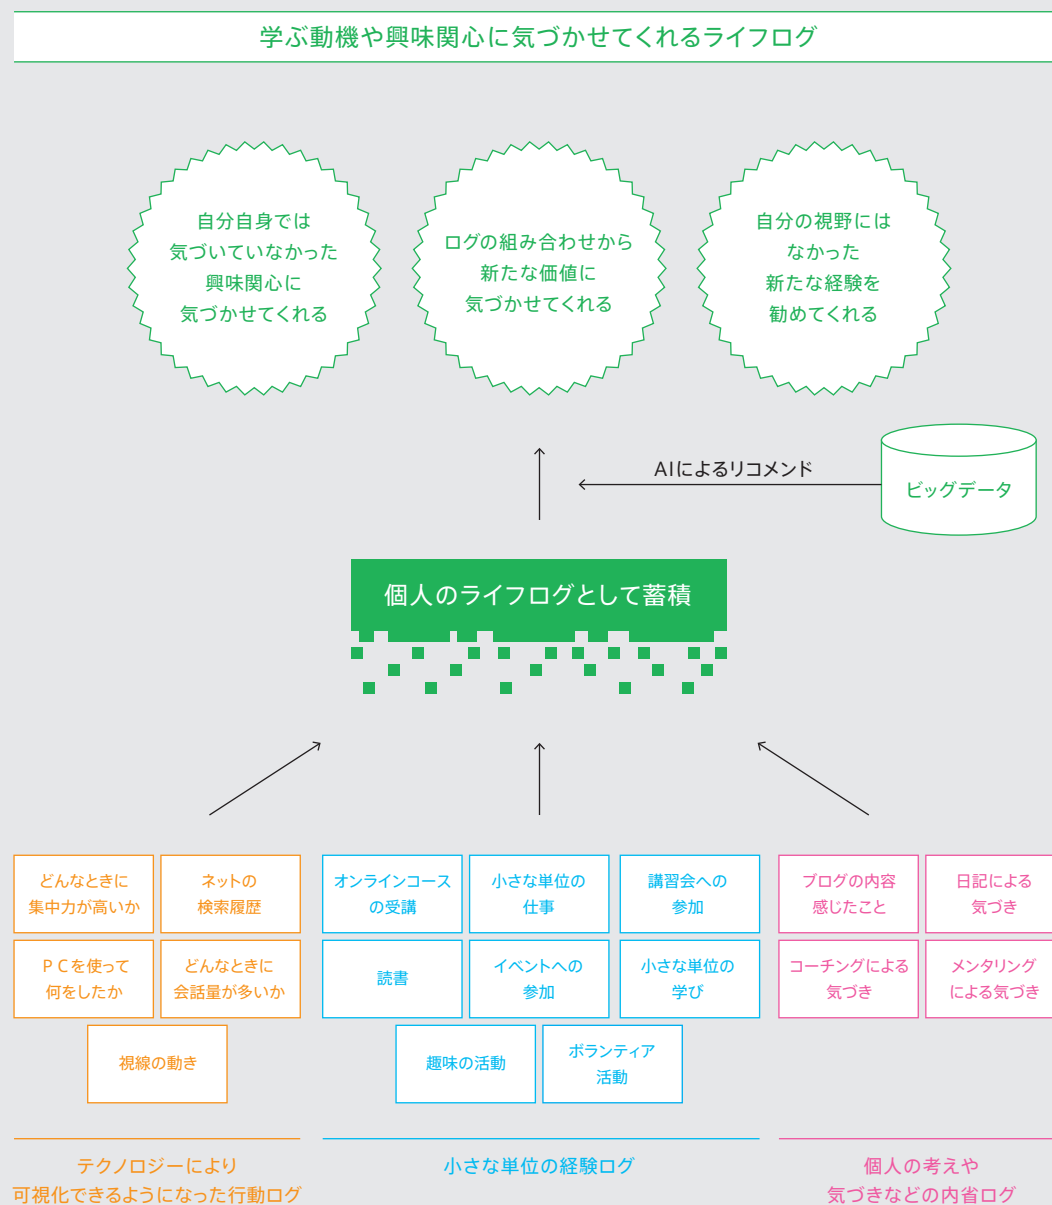 学ぶ動機や興味関心に気づかせてくれるライフログ
自分自身では
気づいていなかった
興味関心に
気づかせてくれる
ログの組み合わせから
新たな価値に
気づかせてくれる
自分の視野には
なかった
新たな経験を
勧めてくれる
AIによるリコメンド
ビッグデータ
個人のライフログとして蓄積
どんなときに
集中力が高いか
ネットの
検索履歴
PCを使って
何をしたか
どんなときに
会話量が多いか
視線の動き
オンラインコース
の受講
小さな単位の
仕事
講習会への
参加
読書
イベントへの
参加
小さな単位の
学び
趣味の活動
ボランティア
活動
ブログの内容
感じたこと
日記による
気づき
コーチングによる
気づき
メンタリング
による気づき
テクノロジーにより
可視化できるようになった行動ログ
小さな単位の経験ログ
個人の考えや
気づきなどの内省ログ